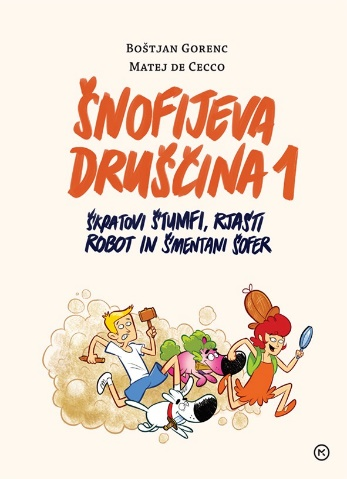 Boštjan Gorenc
Matej de Cecco
ŠNOFIJEVA
DRUŠČINA 1
ŠKRATOVI ŠTUMFI, RJASTI
ROBOT IN ŠMENTANI ŠOFER
M